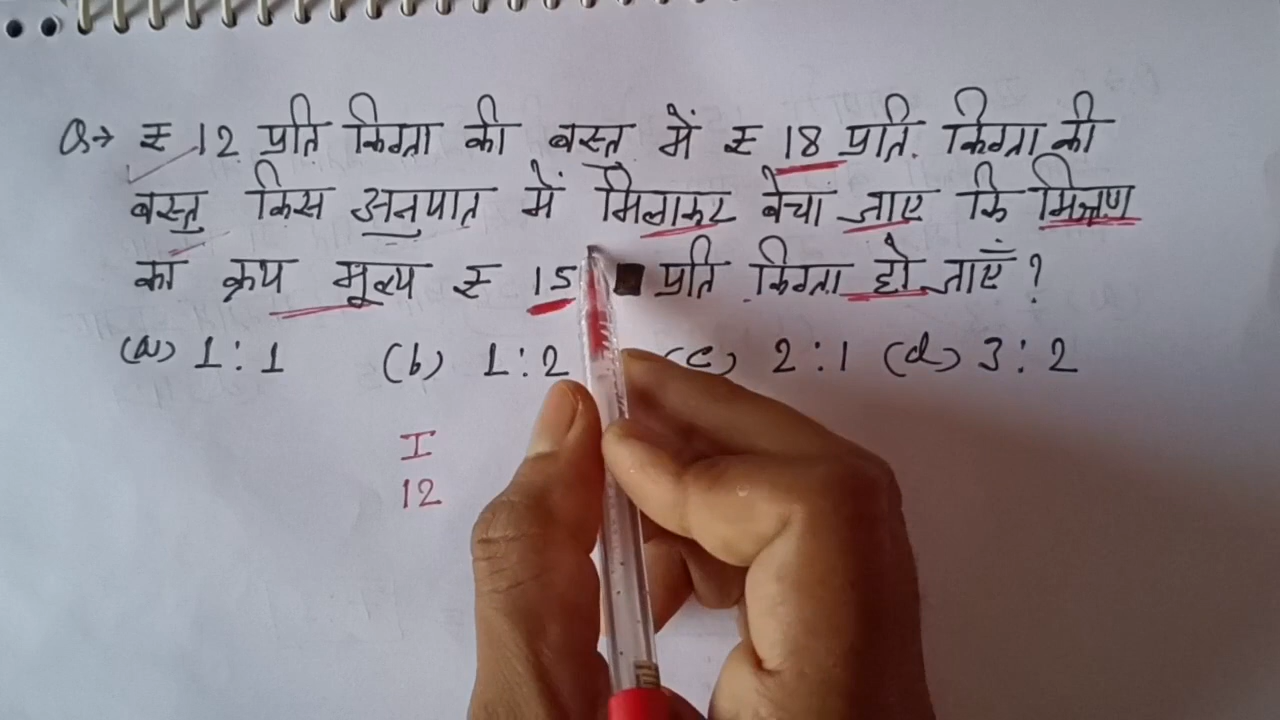 Q→ ₹ 12 प्रति किग्रा की वस्तु में ₹ 18 प्रति किग्रा की
वस्तु किस अनुपात में मिलाकर बेचा जाए कि मिश्रण
का क्रय मूल्य ₹ 15 प्रति किग्रा हो जाएँ ?
(a) 1 : 1 (b) 1 : 2 (c) 2 : 1 (d) 3 : 2
I
12